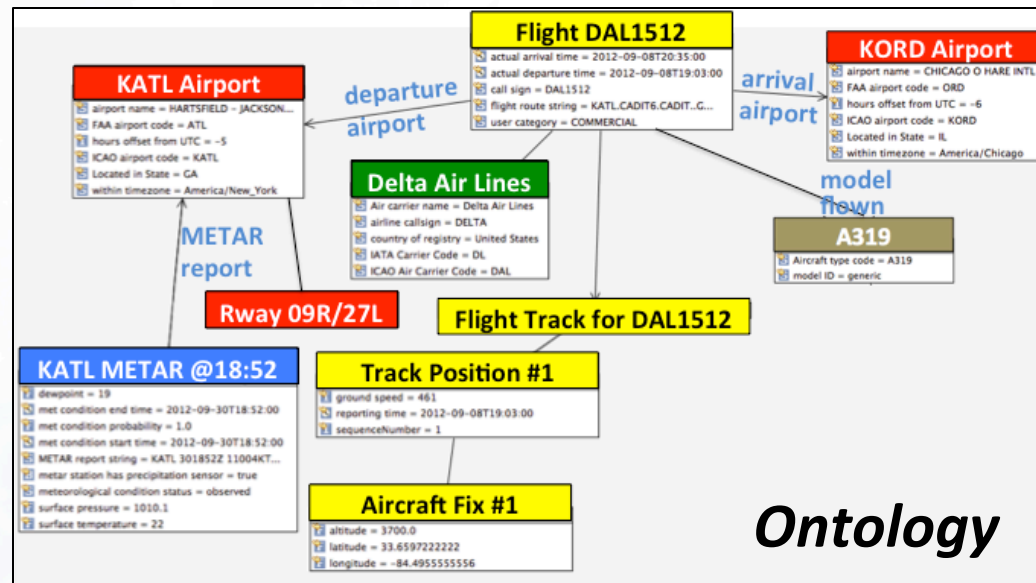 Flight DAL1512
actual arrival time = 2012-09-08T20:35:00
actual departure time = 2012-09-08T19:03:00
call sign = DAL1512
flight route string = KATL.CADIT6.CADIT..G...
user category = COMMERCIAL
KATL Airport
airport name = HARTSFIELD - JACKSON...
FAA airport code = ATL
hours offset from UTC = -5
ICAO airport code = KATL
Located in State = GA
within timezone = America/New_York
departure
airport
arrival
airport
KORD Airport
airport name = CHICAGO O HARE INTL
FAA airport code = ORD
hours offset from UTC = -6
ICAO airport code = KORD
Located in State = IL
within timezone = America/Chicago
Delta Air Lines
Air carrier name = Delta Air Lines
airline callsign = DELTA
country of registry = United States
IATA Carrier Code = DL
ICAO Air Carrier Code = DAL
model
flown
A319
Aircraft type code = A319
model ID = generic
METAR
report
Rway 09R/27L
Flight Track for DAL1512
KATL METAR @18:52
dewpoint = 19
met condition end time = 2012-09-30T18:52:00
met condition probability = 1.0
met condition start time = 2012-09-30T18:52:00
METAR report string = KATL 301852Z 11004KT...
metar station has precipitation sensor = true
meteorological condition status = observed
surface pressure = 1010.1
surface temperature = 22
Track Position #1
ground speed = 461
reporting time = 2012-09-08T19:03:00
sequenceNumber = 1
Aircraft Fix #1
altitude = 3700.0
latitude = 33.6597222222
longitude = -84.4955555556
Ontology